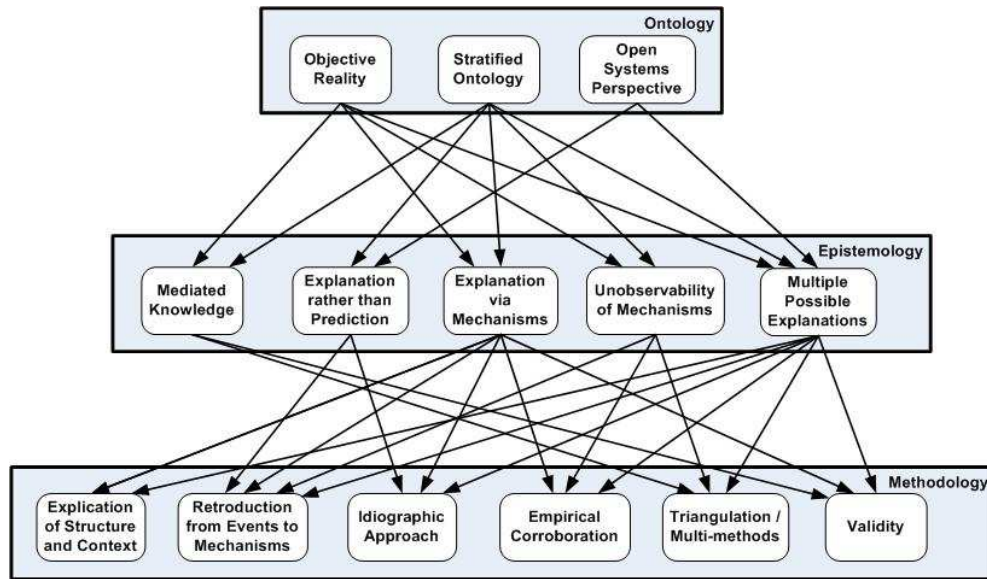 Ontology
Objective
Reality
Stratified
Ontology
Open
Systems
Perspective
Epistemology
Mediated
Knowledge
Explanation
rather than
Prediction
Explanation
via
Mechanisms
Unobservability
of Mechanisms
Multiple
Possible
Explanations
Methodology
Explication
of Structure
and Context
Retroduction
from Events to
Mechanisms
Idiographic
Approach
Empirical
Corroboration
Triangulation /
Multi-methods
Validity